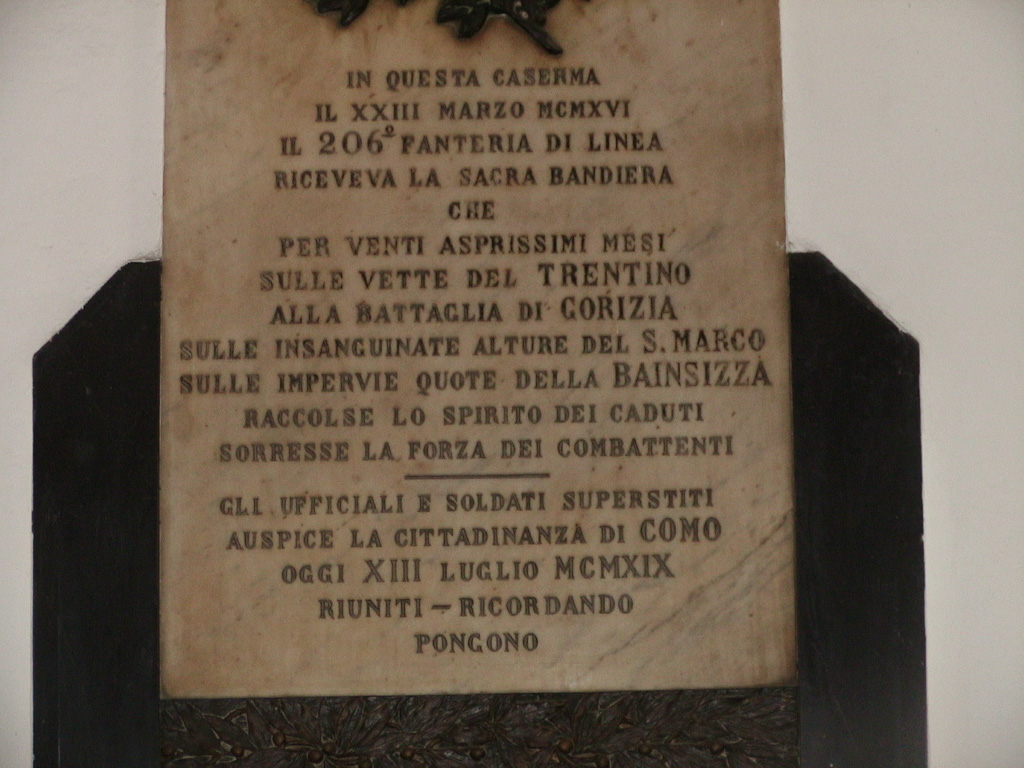 IN QUESTA CASERMA
IL XXIII MARZO MCMXVI
IL 206º FANTERIA DI LINEA
RICEVEVA LA SACRA BANDIERA
CHE
PER VENTI ASPRISSIMI MESI
SULLE VETTE DEL TRENTINO
ALLA BATTAGLIA DI GORIZIA
SULLE INSANGUINATE ALTURE DEL S. MARCO
SULLE IMPERVIE QUOTE DELLA BAINSIZZA
RACCOLSE LO SPIRITO DEI CADUTI
SORRESSE LA FORZA DEI COMBATTENTI
GLI UFFICIALI E SOLDATI SUPERSTITI
AUSPICE LA CITTADINANZA DI COMO
OGGI XIII LUGLIO MCMXIX
RIUNITI – RICORDANDO
PONGONO